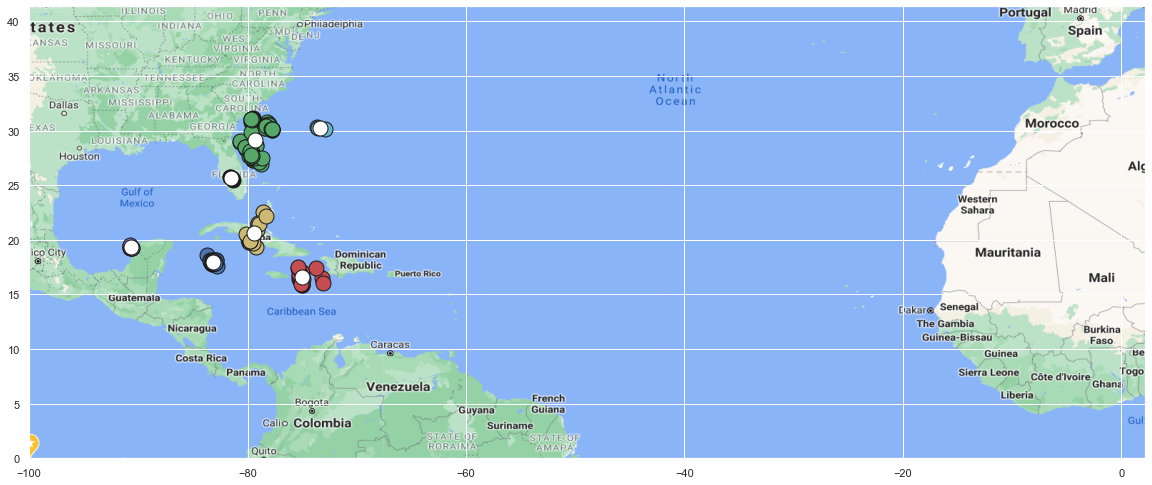 40
35
30
25
20
15
10
5
0
−100
−80
−60
−40
−20
0
tates
ILLINOIS
OHIO
PENN
Philadelphia
INDIANA
MD
DE
NJ
KANSAS
MISSOURI
WEST
VIRGINIA
KENTUCKY
VIRGINIA
OKLAHOMA
TENNESSEE
NORTH
CAROLINA
ARKANSAS
Dallas
MISSISSIPPI
SOUTH
CAROLINA
ALABAMA
GEORGIA
EXAS
LOUISIANA
Houston
Gulf of
Mexico
ico City
Guatemala
Nicaragua
Costa Rica
Panama
Dominican
Republic
Puerto Rico
Caribbean Sea
Caracas
Venezuela
Bogota
Cali
Colombia
Quito
Guyana
French
Guiana
Suriname
STATE OF
RORAIMA
STATE OF
AMAPA
North
Atlantic
Ocean
Portugal
Madrid
Spain
Morocco
Alg
Western
Sahara
Mauritania
Mali
Dakar
Senegal
The Gambia
Guinea-Bissau
Burkina
Faso
Guinea
Be
Sierra Leone
Côte d'Ivoire
Togo
Ghana
Liberia
Gulf